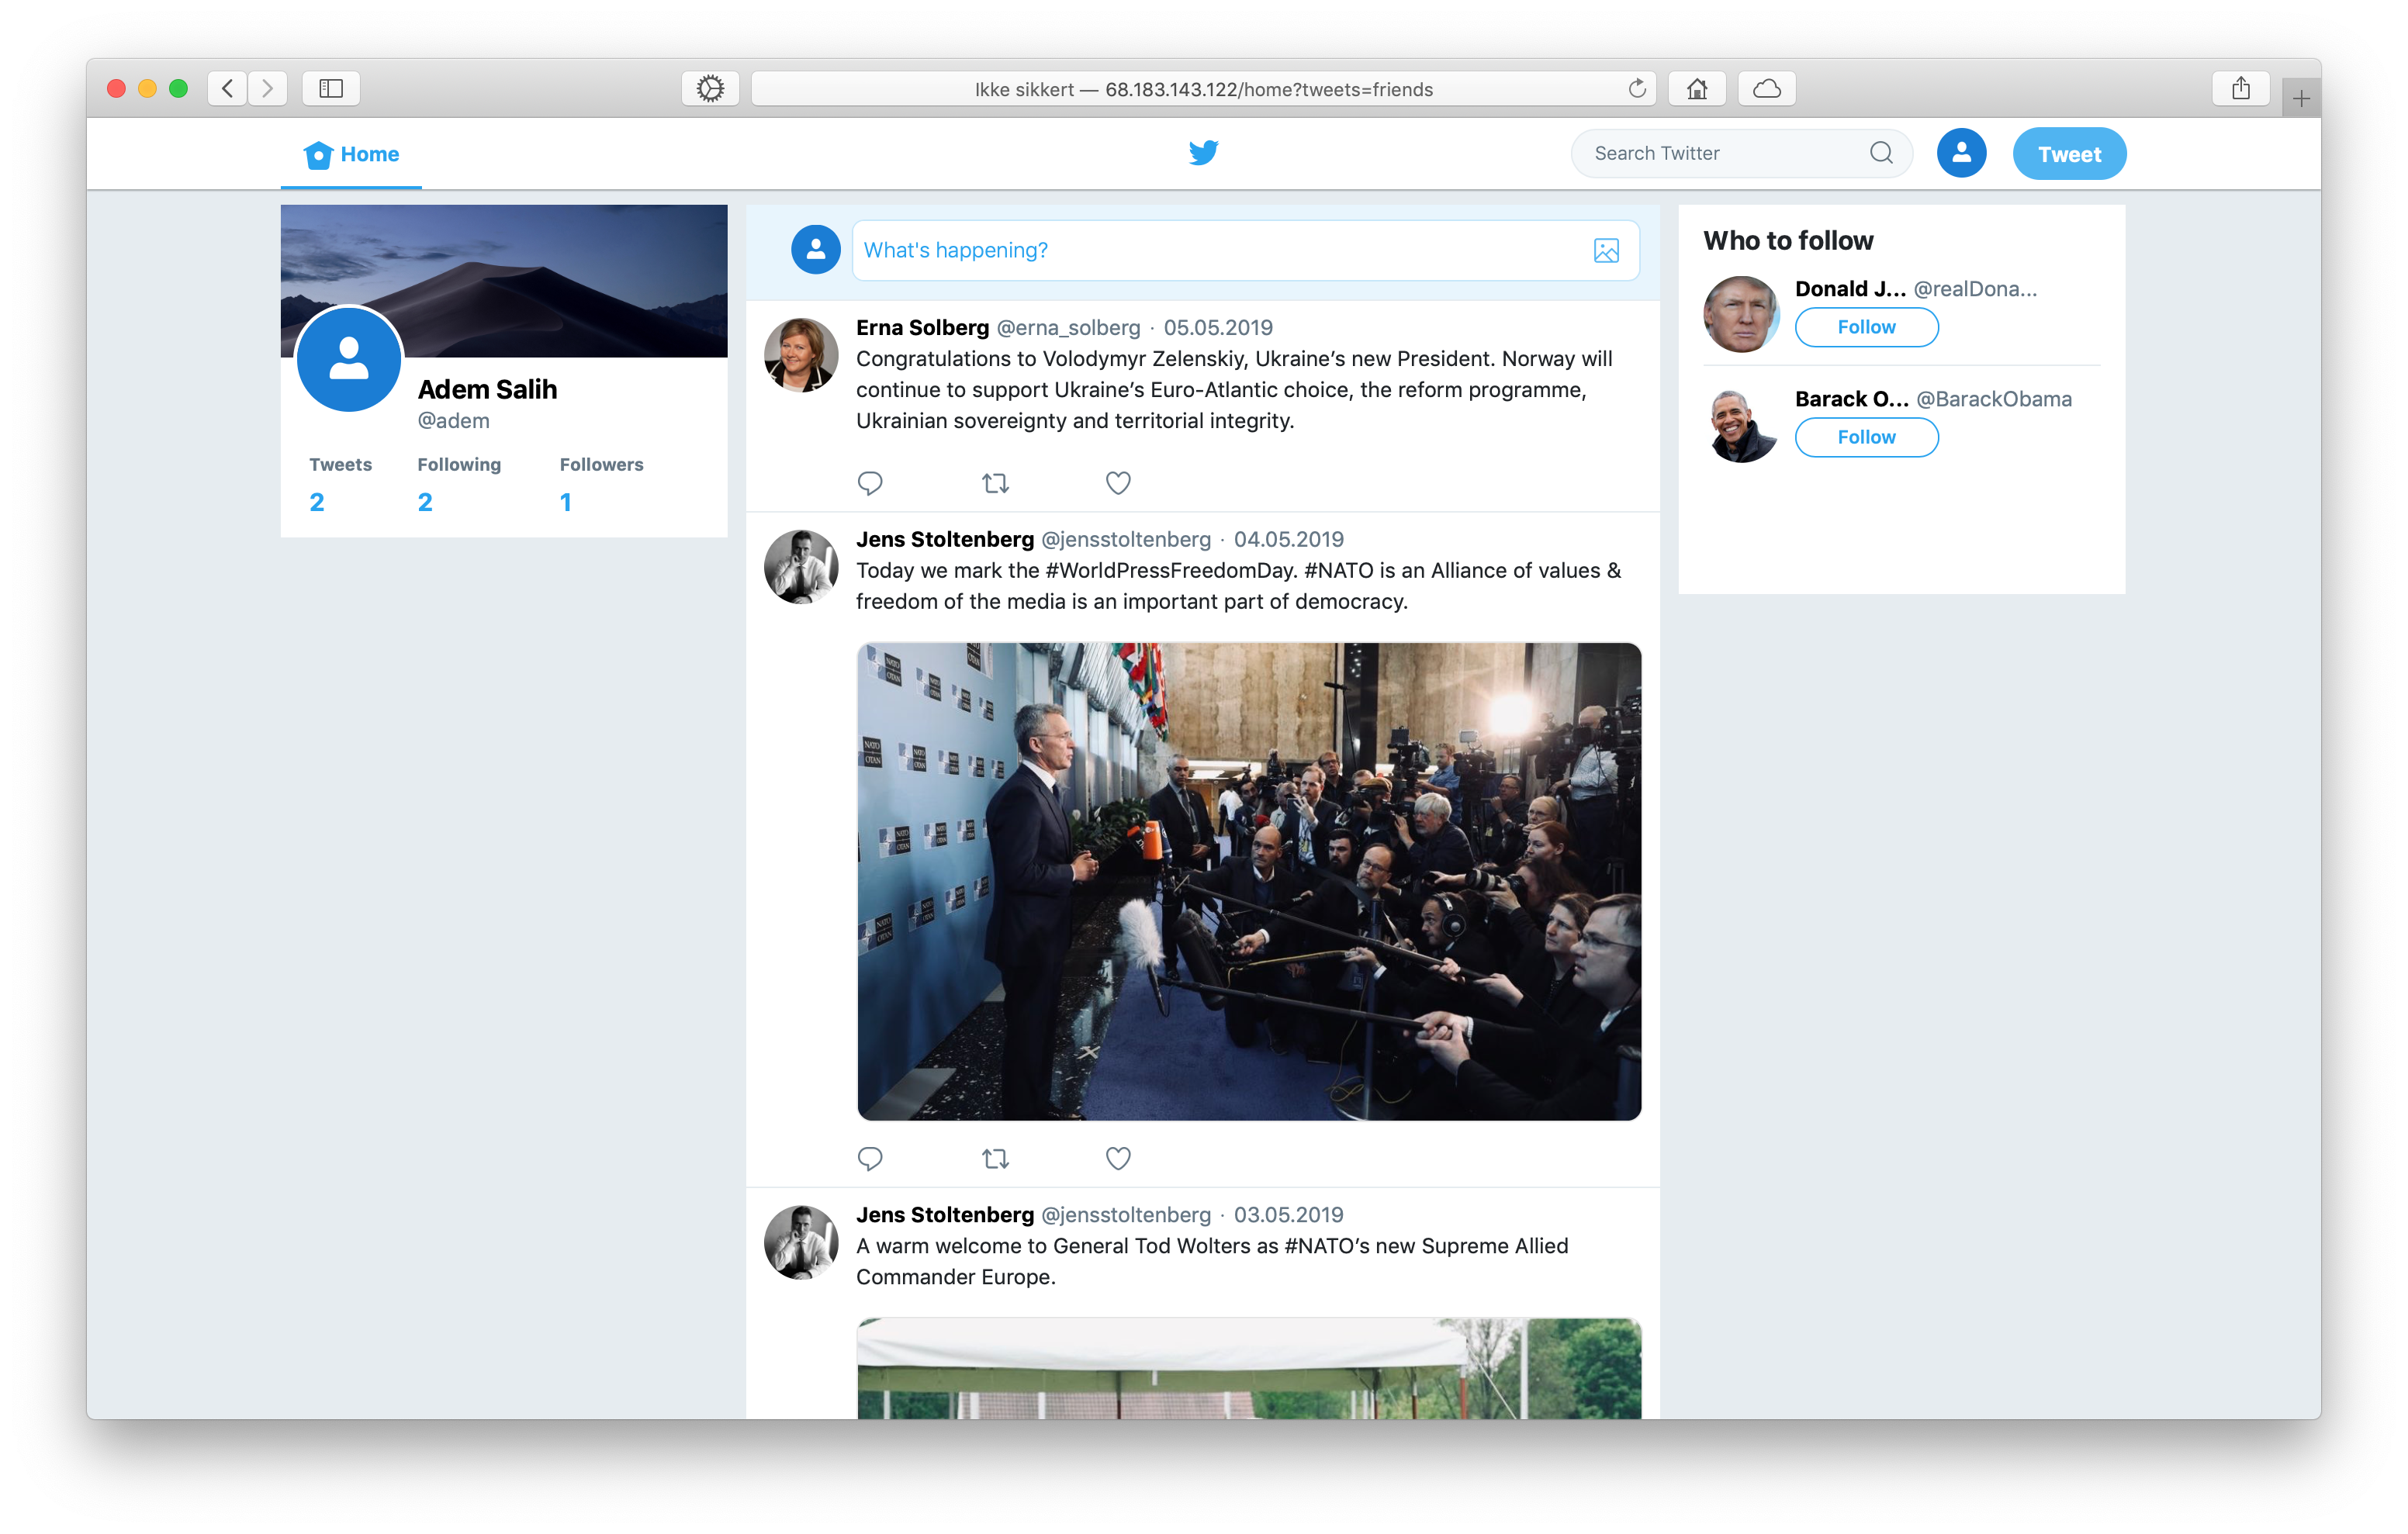 Ikke sikkert — 68.183.143.122/home?tweets=friends
Home
Search Twitter
Tweet
Adem Salih
@adem
Tweets Following Followers
2 2 1
What's happening?
Erna Solberg @erna_solberg · 05.05.2019
Congratulations to Volodymyr Zelenskiy, Ukraine’s new President. Norway will
continue to support Ukraine’s Euro-Atlantic choice, the reform programme,
Ukrainian sovereignty and territorial integrity.
Jens Stoltenberg @jensstoltenberg · 04.05.2019
Today we mark the #WorldPressFreedomDay. #NATO is an Alliance of values &
freedom of the media is an important part of democracy.
NATO
OTAN
Jens Stoltenberg @jensstoltenberg · 03.05.2019
A warm welcome to General Tod Wolters as #NATO’s new Supreme Allied
Commander Europe.
Who to follow
Donald J... @realDona...
Follow
Barack O... @BarackObama
Follow